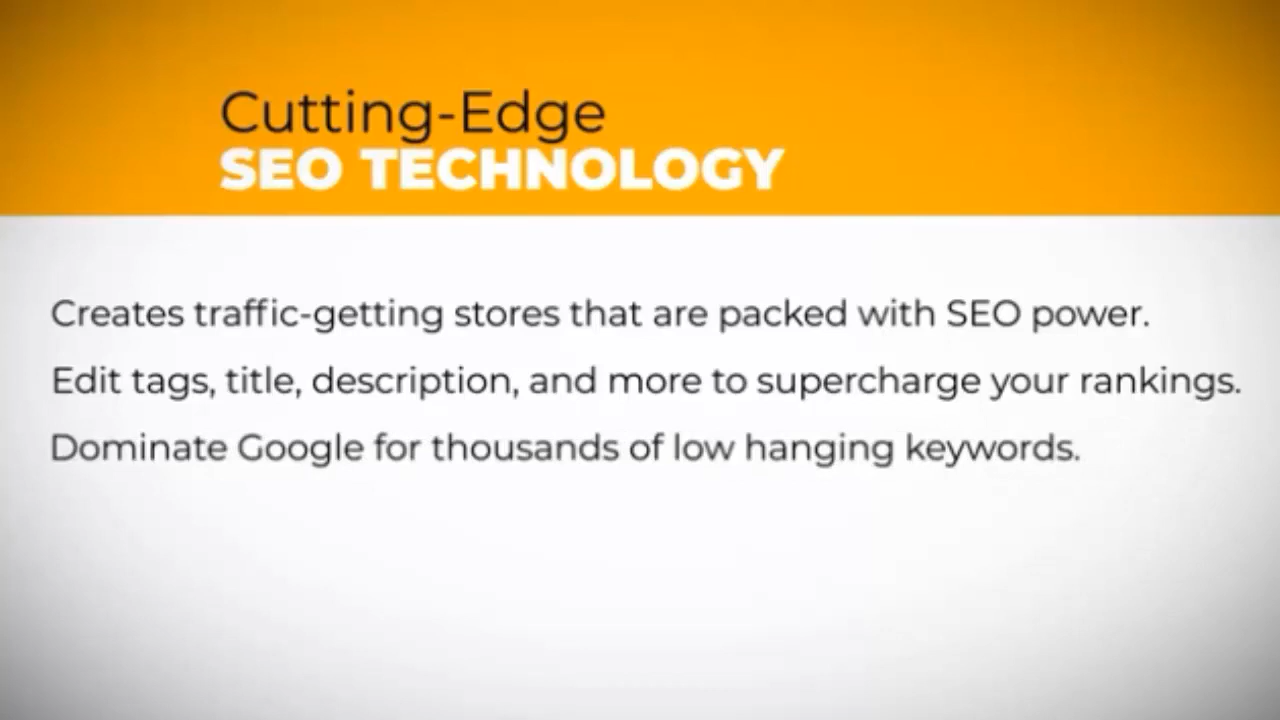 Cutting-Edge
SEO TECHNOLOGY
Creates traffic-getting stores that are packed with SEO power.
Edit tags, title, description, and more to supercharge your rankings.
Dominate Google for thousands of low hanging keywords.